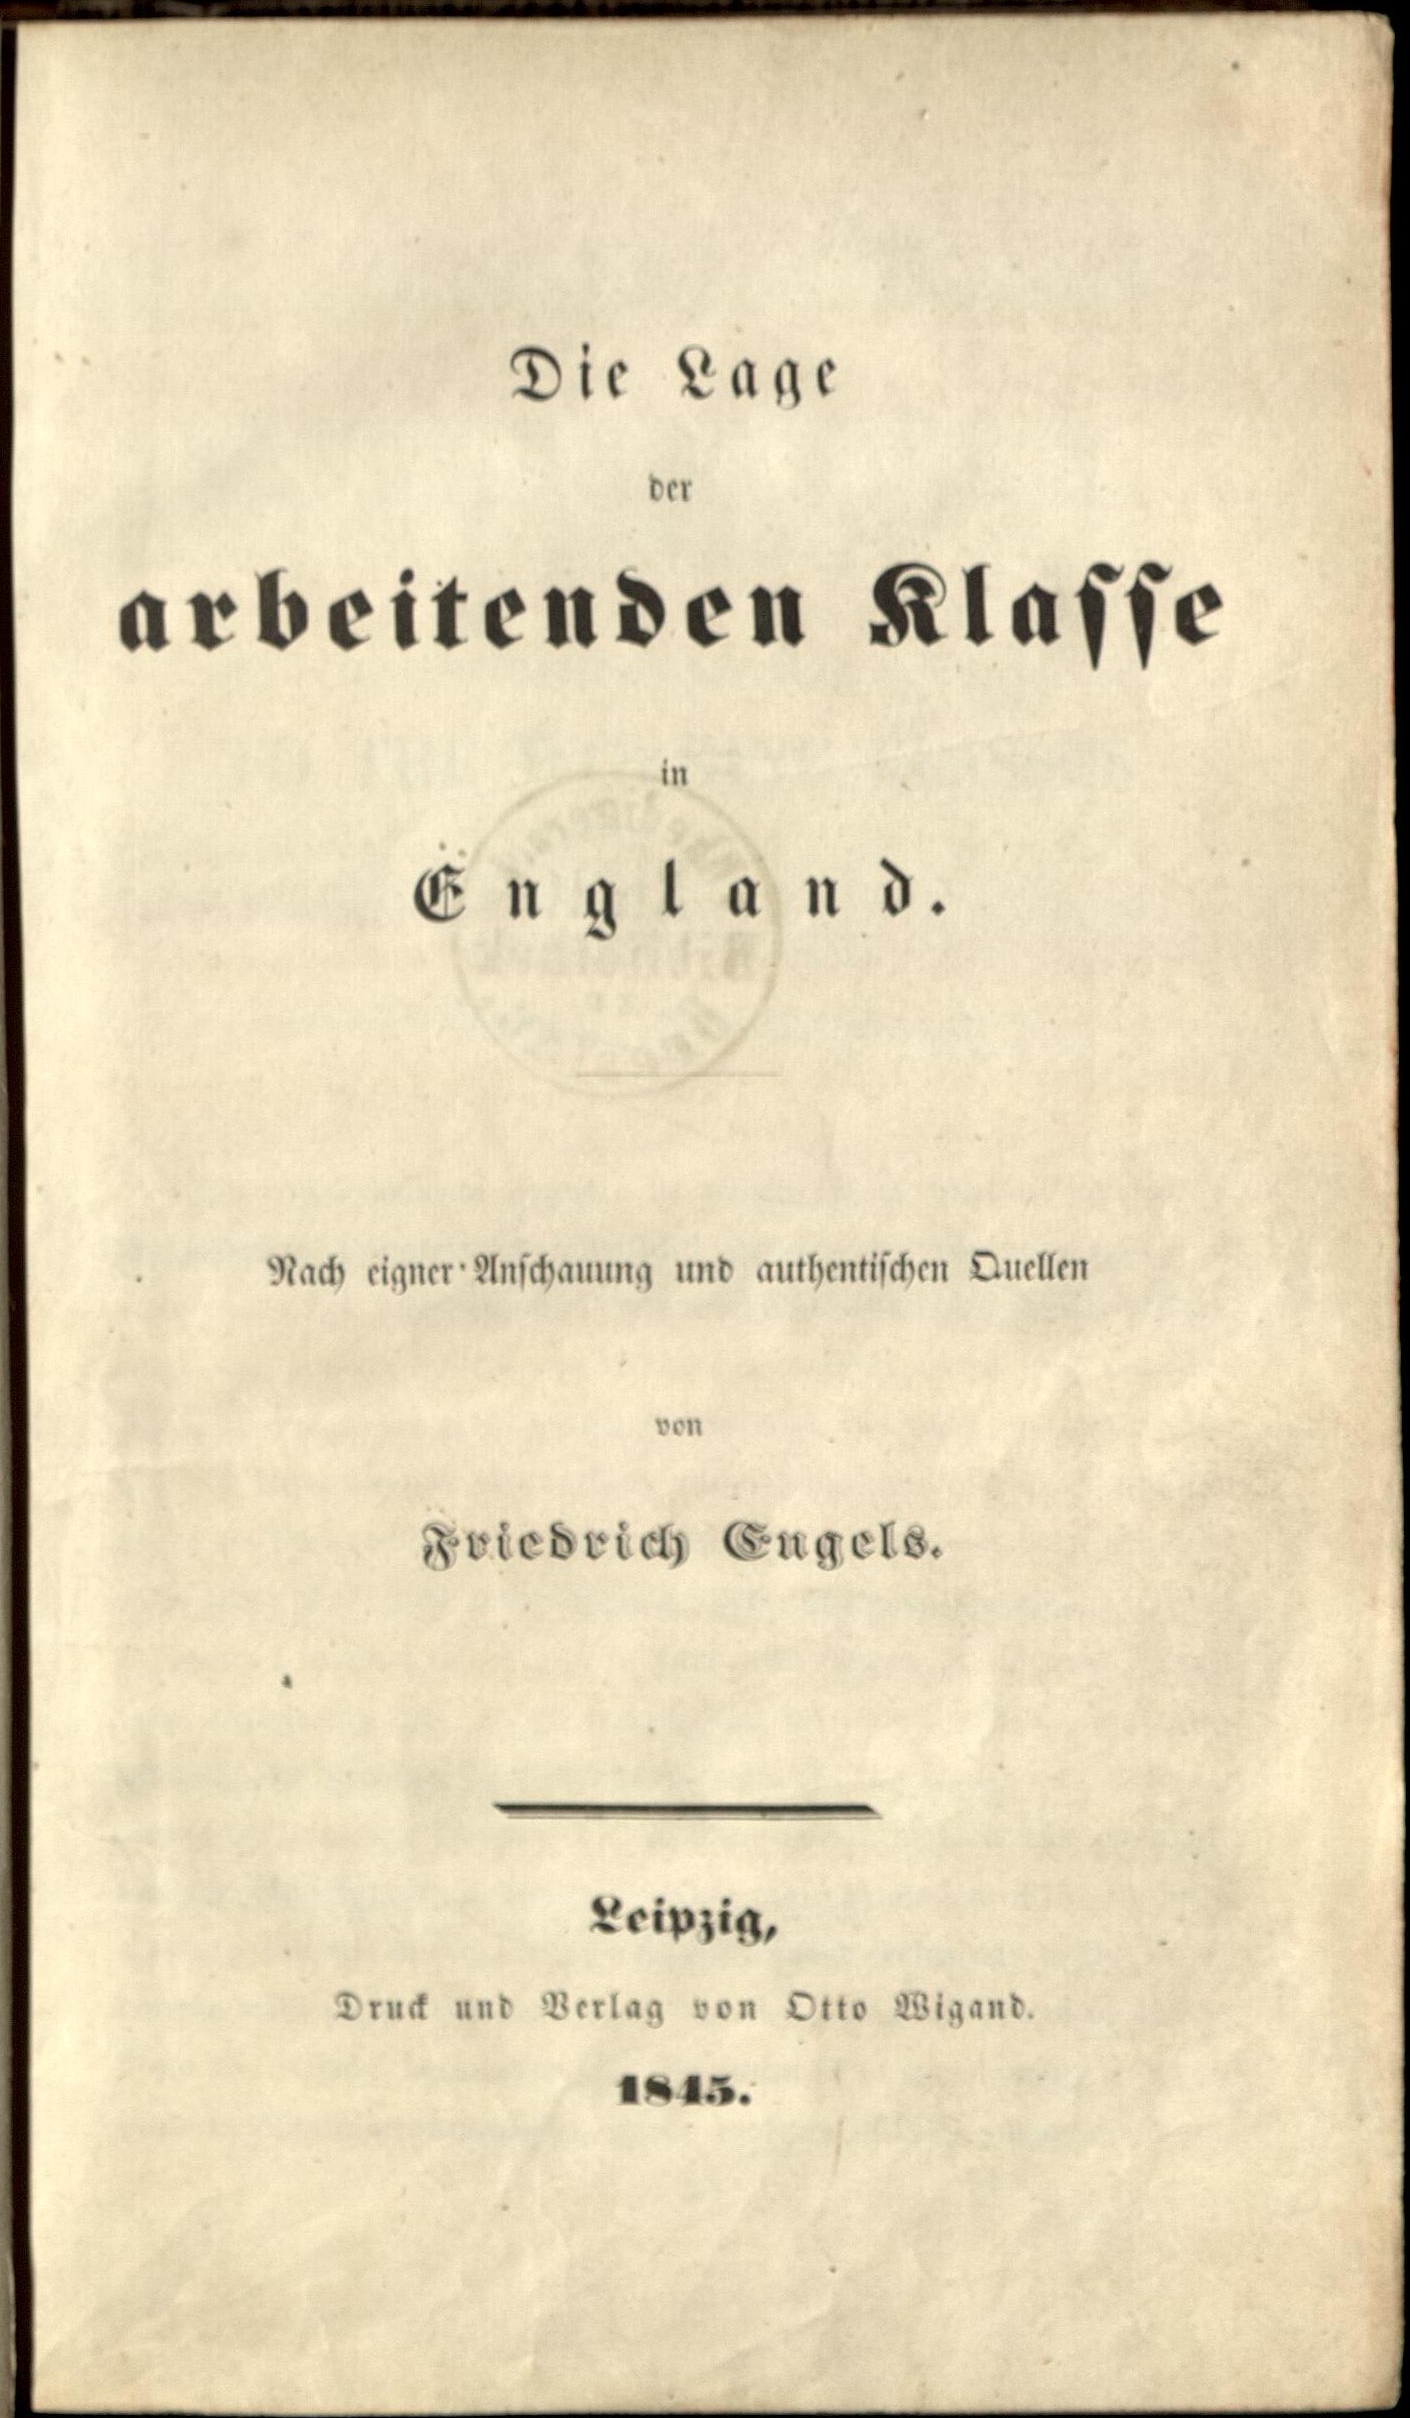 Die Lage
der
arbeitenden Klaſſe
in
England.
Nach eigner Anſchauung und authentiſchen Quellen
von
Friedrich Engels.
Leipzig,
Druck und Verlag von Otto Wigand.
1845.